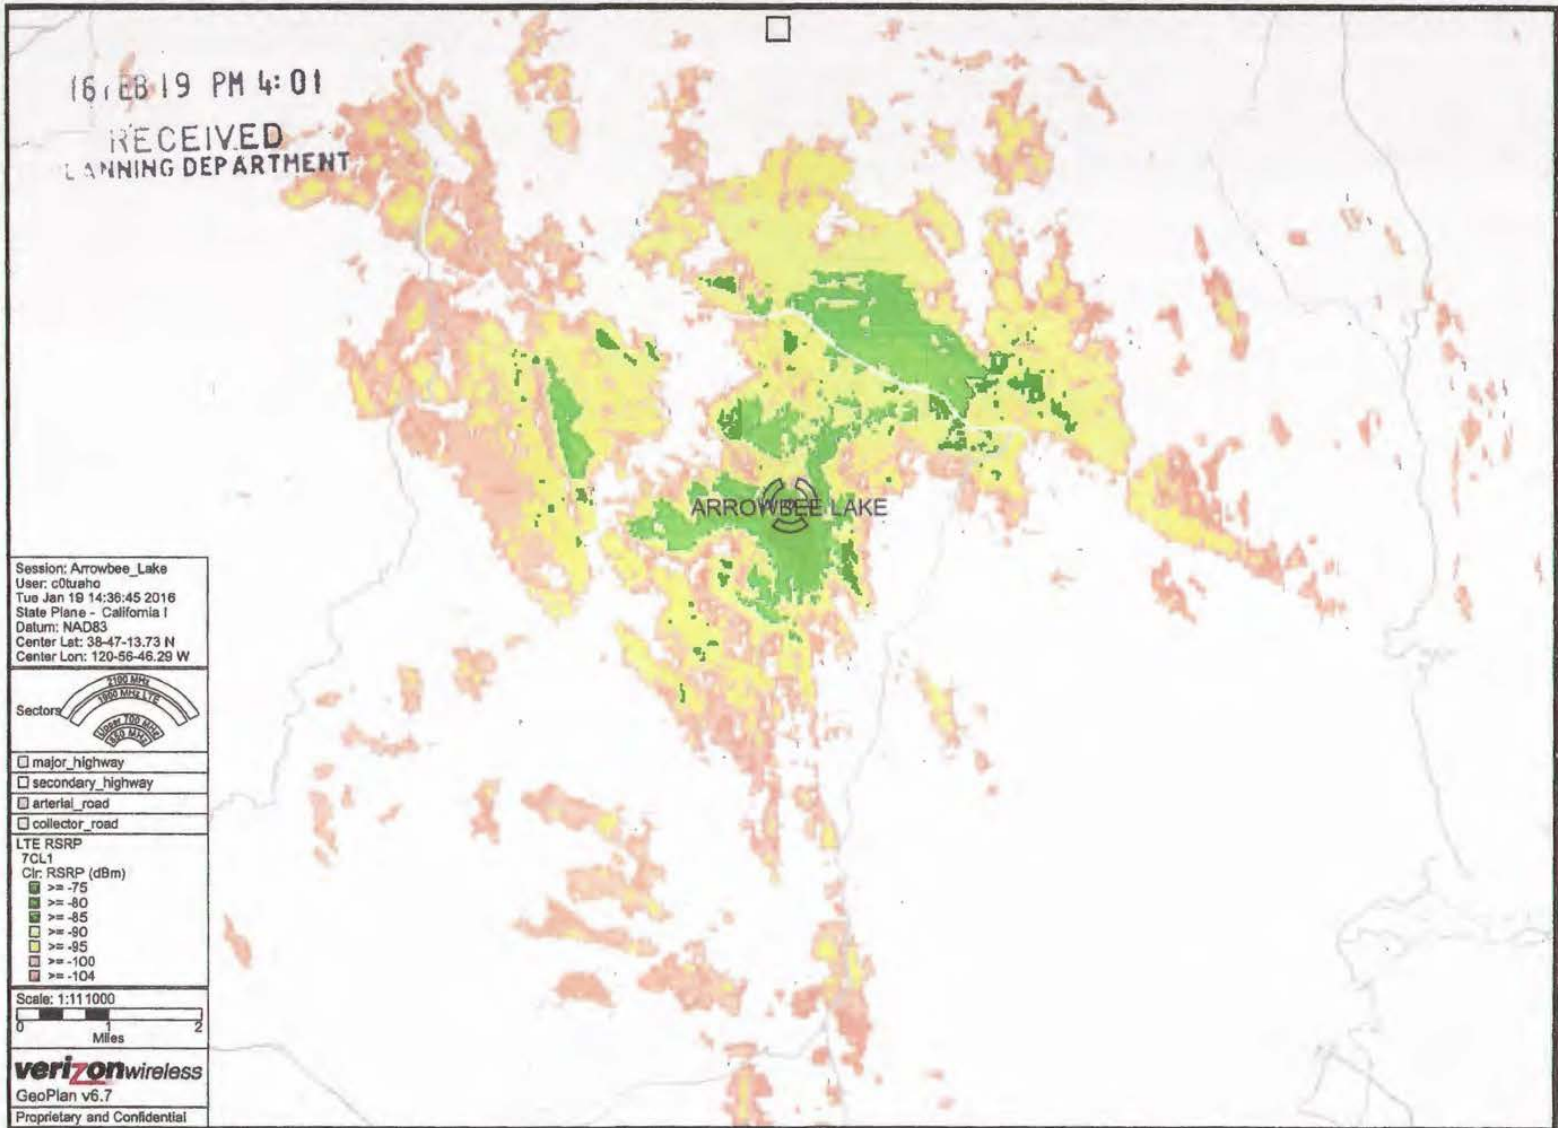 16FEB19 PM 4:01
RECEIVED
LANNING DEPARTMENT
ARROWBEE LAKE
Session: Arrowbee_Lake
User: c0tuaho
Tue Jan 19 14:36:45 2016
State Plane - California I
Datum: NAD83
Center Lat: 38-47-13.73 N
Center Lon: 120-56-46.29 W
2100 MHz
1900 MHz LTE
Sectors
Upper 700 MHz
850 MHz
major_highway
secondary_highway
arterial_road
collector_road
LTE RSRP
7CL1
Clr: RSRP (dBm)
>= -75
>= -80
>= -85
>= -90
>= -95
>= -100
>= -104
Scale: 1:111000
0 1 2
Miles
verizonwireless
GeoPlan v6.7
Proprietary and Confidential